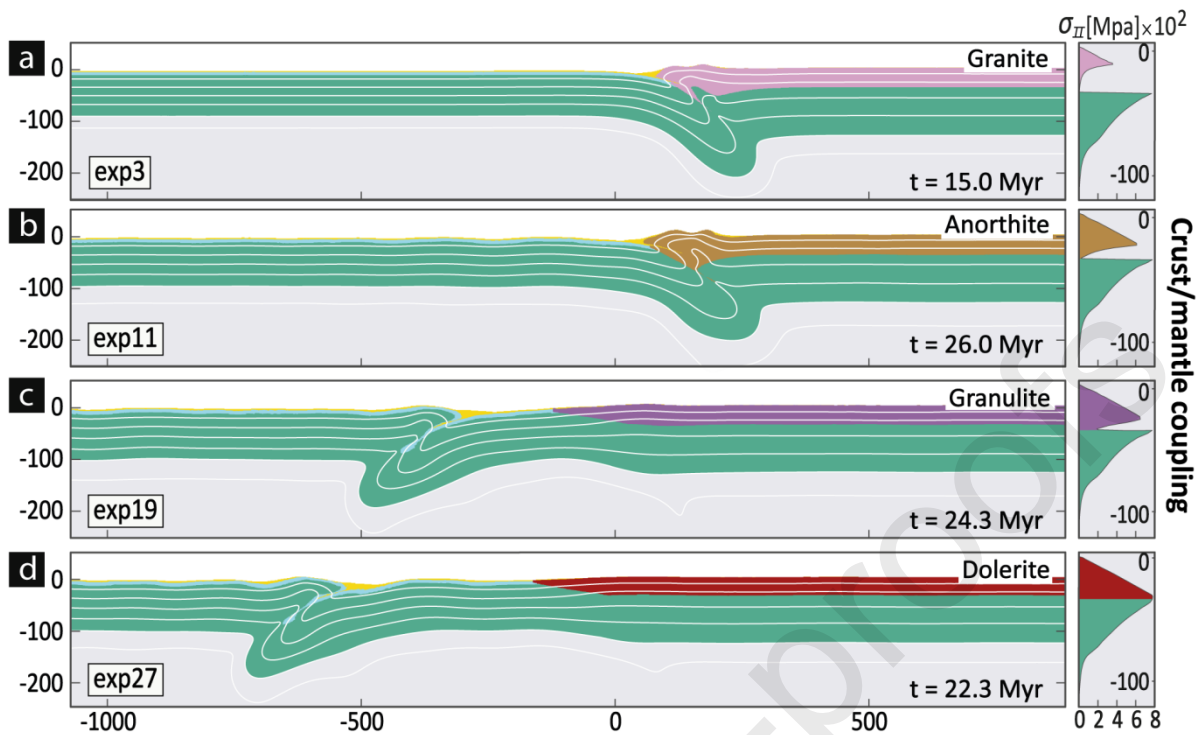 σII[Mpa]×10²
a
Granite
0
-100
-200
exp3
t = 15.0 Myr
0
-100
b
Anorthite
0
-100
-200
exp11
t = 26.0 Myr
0
-100
c
Granulite
0
-100
-200
exp19
t = 24.3 Myr
0
-100
d
Dolerite
0
-100
-200
exp27
t = 22.3 Myr
0
-100
-1000 -500 0 500
0 2 4 6 8
Crust/mantle coupling
proofs